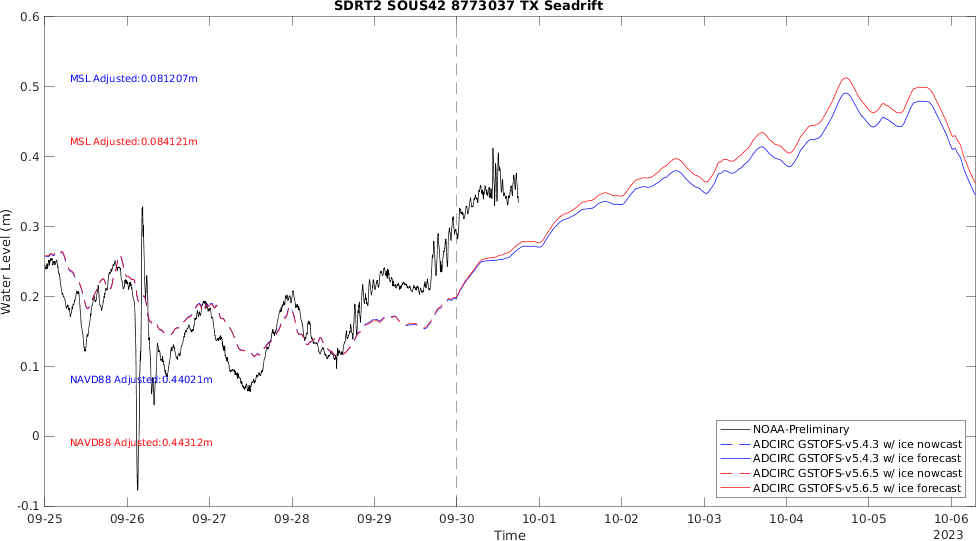 SDRT2 SOUS42 8773037 TX Seadrift
0.6
0.5
0.4
0.3
0.2
0.1
0
-0.1
Water Level (m)
MSL Adjusted:0.081207m
MSL Adjusted:0.084121m
NAVD88 Adjusted:0.44021m
NAVD88 Adjusted:0.44312m
NOAA-Preliminary
ADCIRC GSTOFS-v5.4.3 w/ ice nowcast
ADCIRC GSTOFS-v5.4.3 w/ ice forecast
ADCIRC GSTOFS-v5.6.5 w/ ice nowcast
ADCIRC GSTOFS-v5.6.5 w/ ice forecast
09-25 09-26 09-27 09-28 09-29 09-30 10-01 10-02 10-03 10-04 10-05 10-06
2023
Time